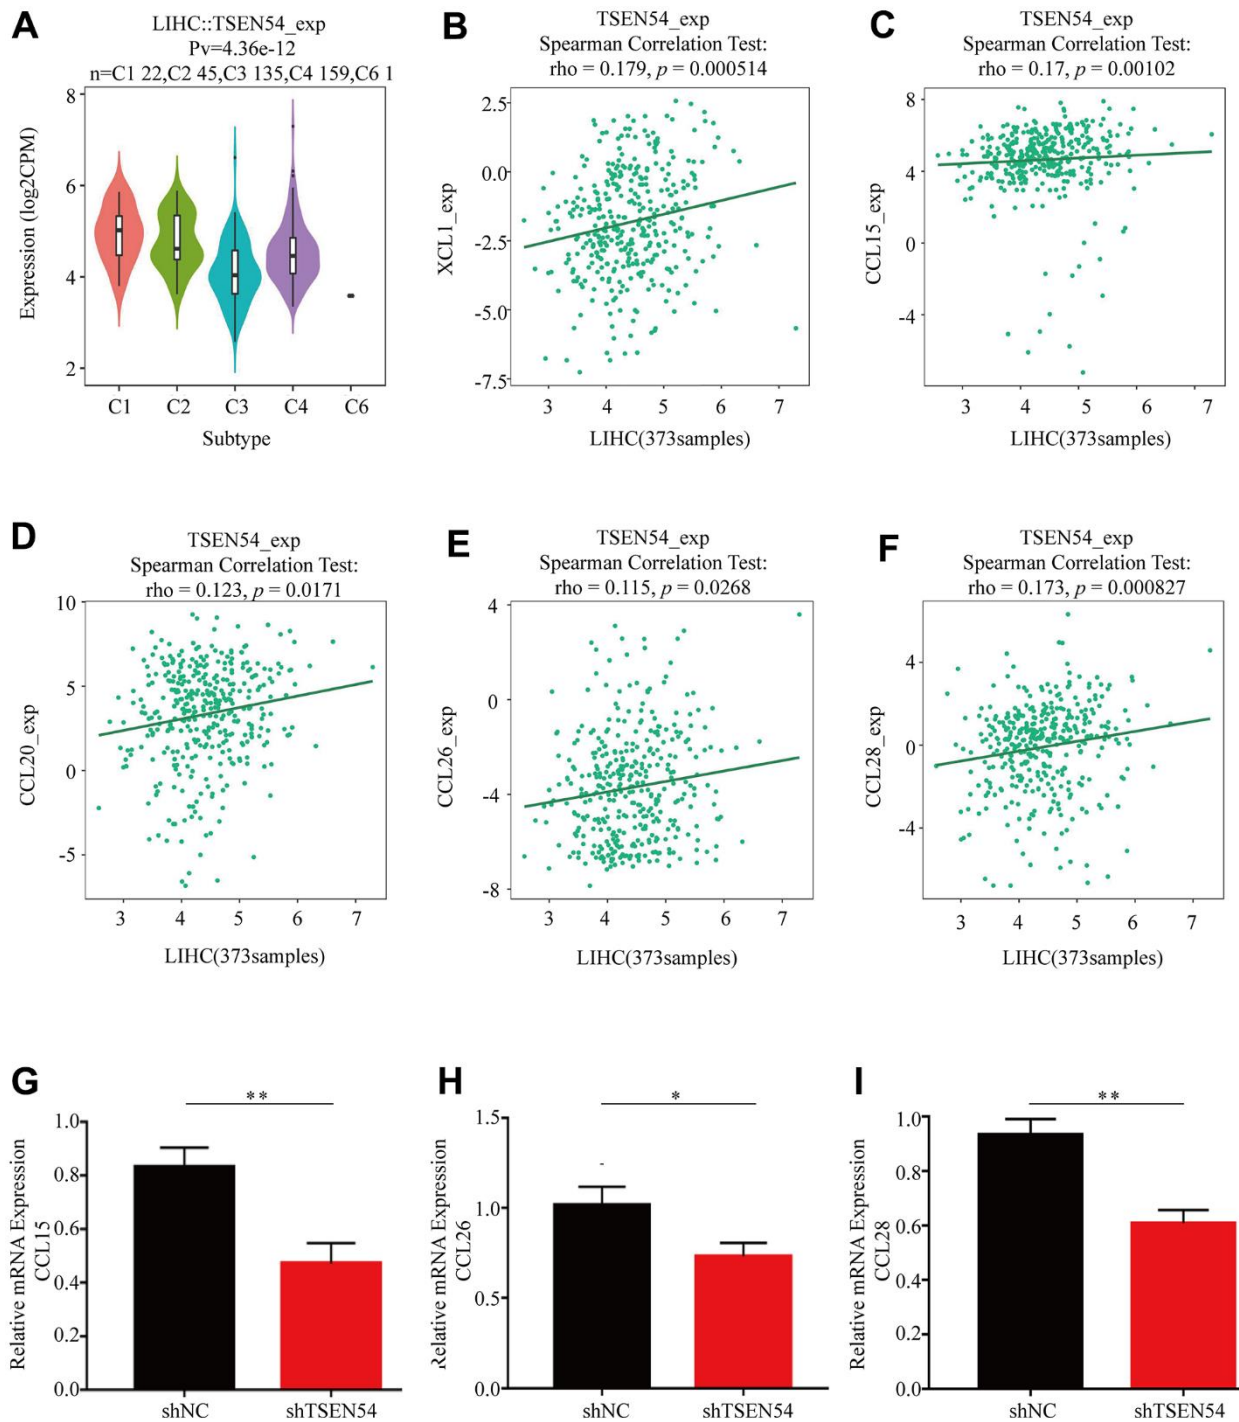 A
LIHC::TSEN54_exp
Pv=4.36e-12
n=C1 22,C2 45,C3 135,C4 159,C6 1
Expression (log2CPM)
8
6
4
2
C1 C2 C3 C4 C6
Subtype
B
TSEN54_exp
Spearman Correlation Test:
rho = 0.179, p = 0.000514
XCL1_exp
2.5
0.0
-2.5
-5.0
-7.5
3 4 5 6 7
LIHC(373samples)
C
TSEN54_exp
Spearman Correlation Test:
rho = 0.17, p = 0.00102
CCL15_exp
8
4
0
-4
3 4 5 6 7
LIHC(373samples)
D
TSEN54_exp
Spearman Correlation Test:
rho = 0.123, p = 0.0171
CCL20_exp
10
5
0
-5
3 4 5 6 7
LIHC(373samples)
E
TSEN54_exp
Spearman Correlation Test:
rho = 0.115, p = 0.0268
CCL26_exp
4
0
-4
-8
3 4 5 6 7
LIHC(373samples)
F
TSEN54_exp
Spearman Correlation Test:
rho = 0.173, p = 0.000827
CCL28_exp
4
0
-4
3 4 5 6 7
LIHC(373samples)
G
**
Relative mRNA Expression
CCL15
1.0
0.8
0.6
0.4
0.2
0.0
shNC shTSEN54
H
*
Relative mRNA Expression
CCL26
1.5
1.0
0.5
0.0
shNC shTSEN54
I
**
Relative mRNA Expression
CCL28
1.0
0.8
0.6
0.4
0.2
0.0
shNC shTSEN54